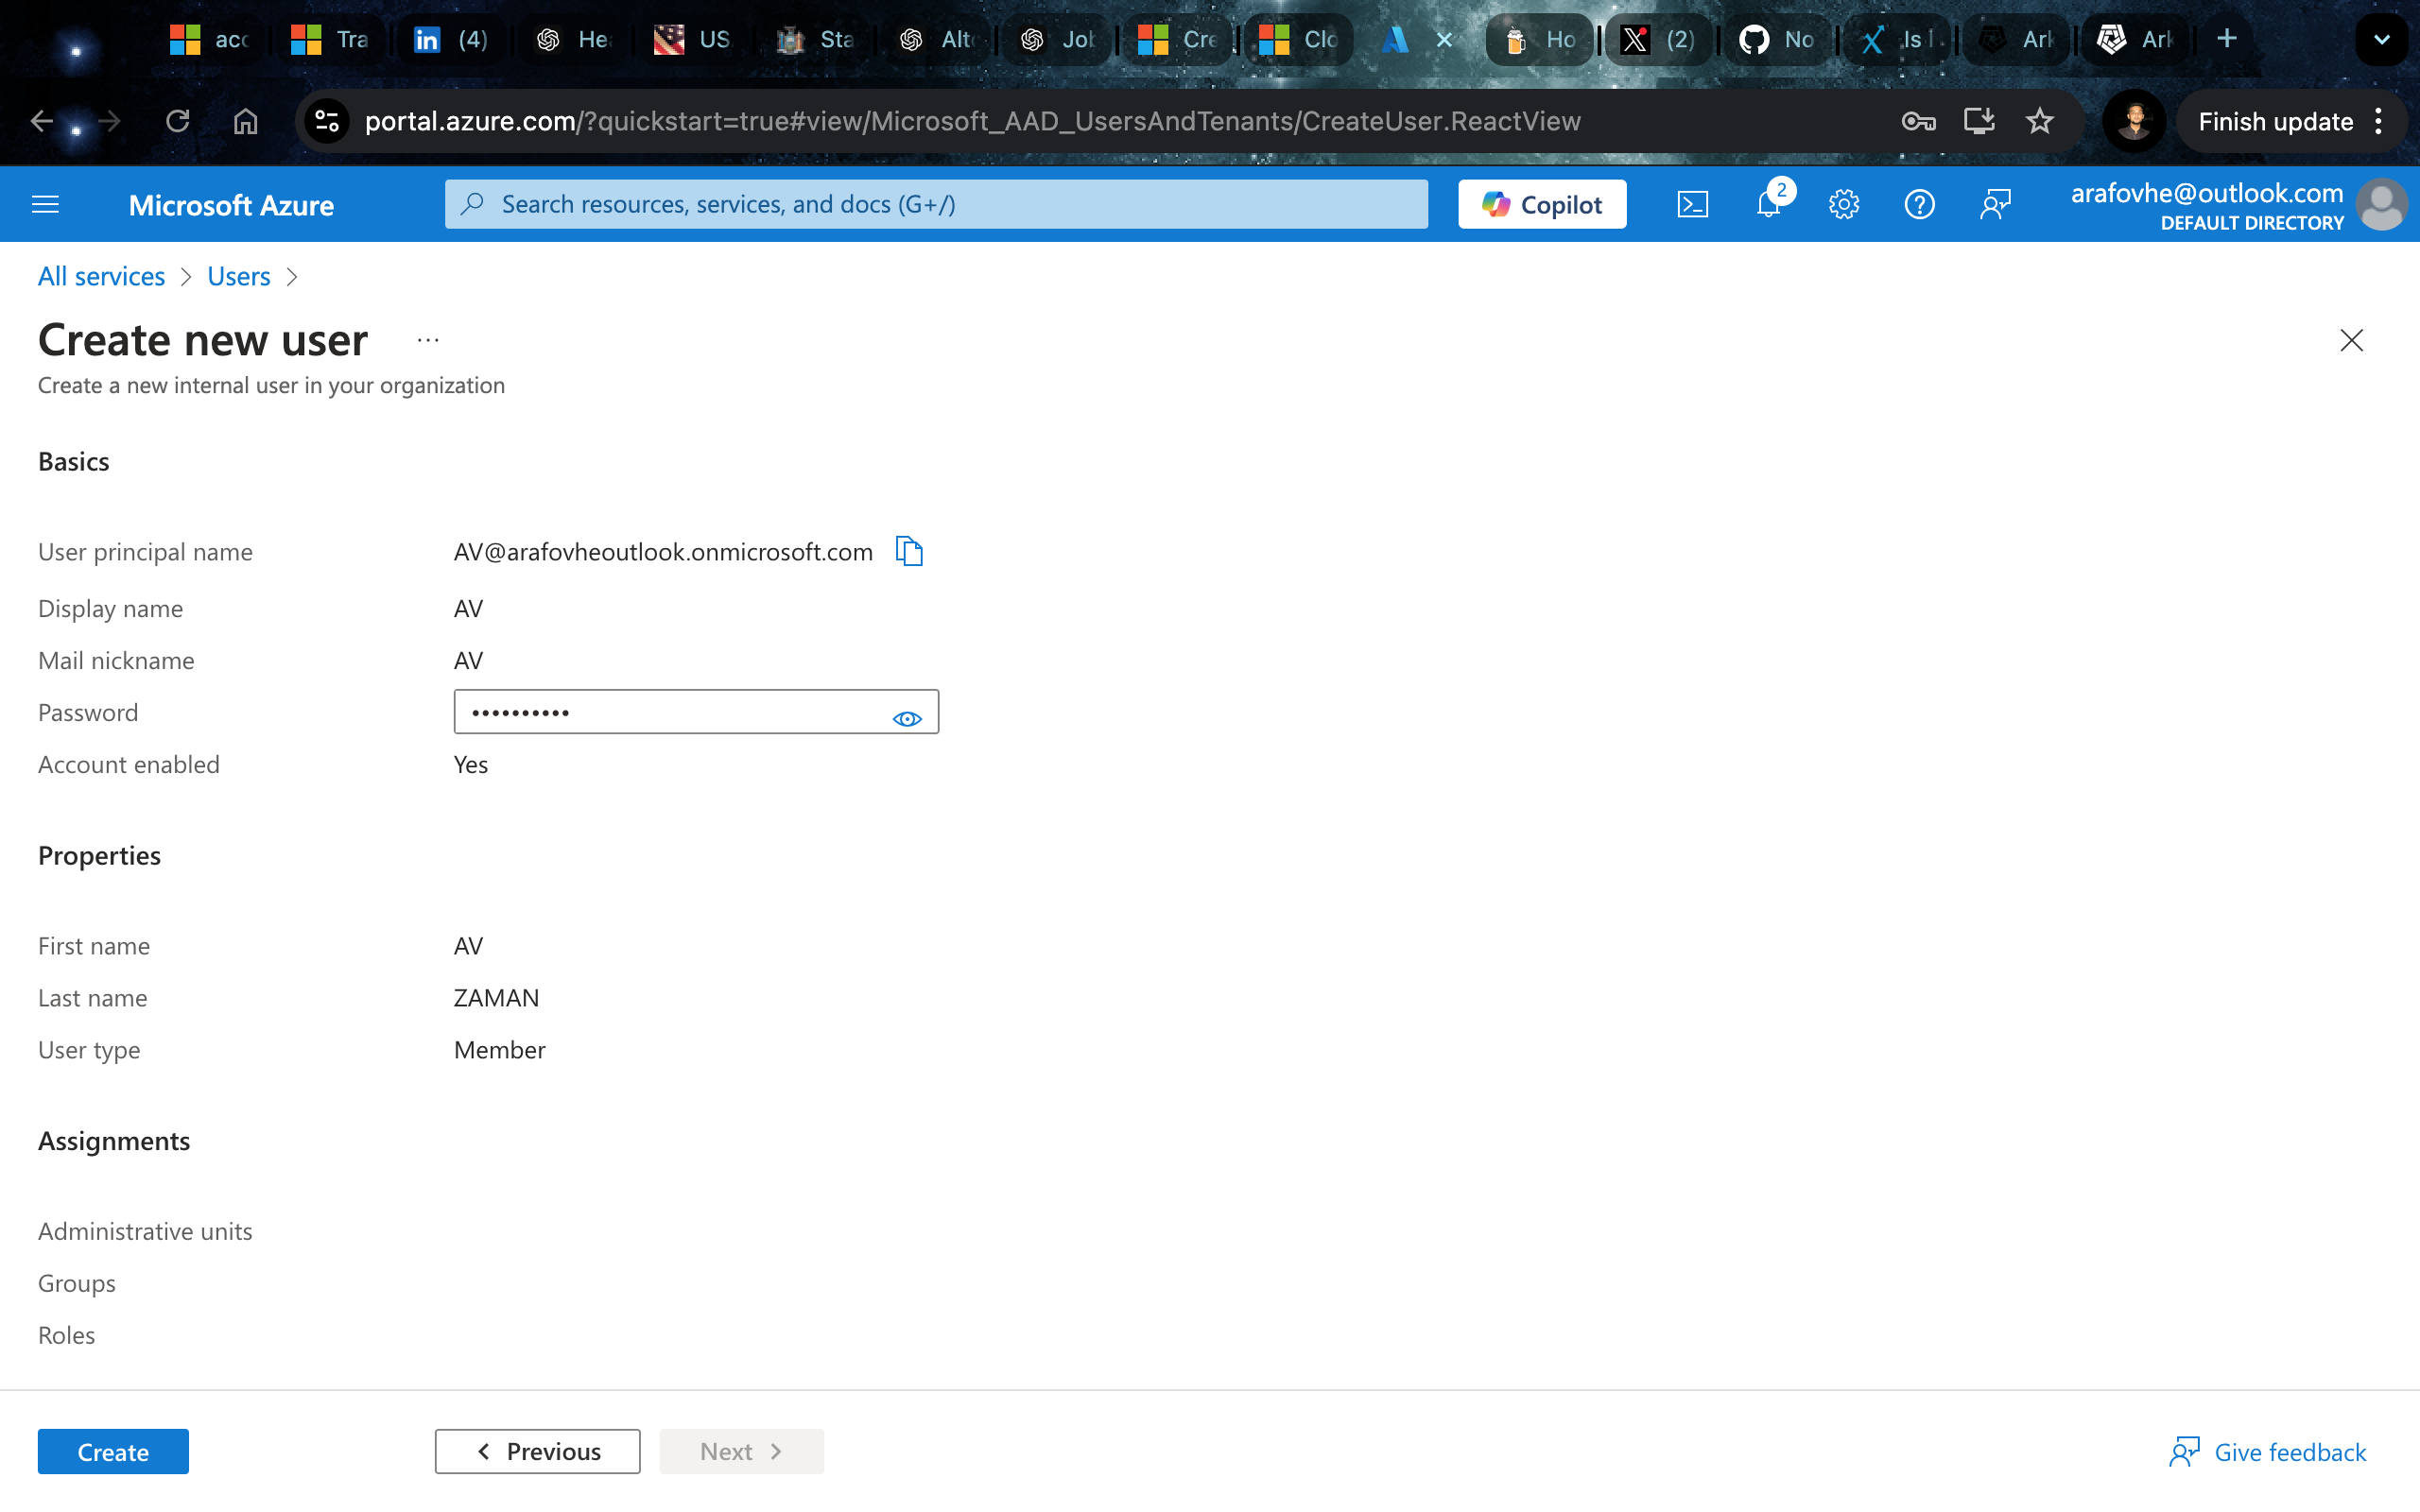 acc
Tra
(4)
He
US
Sta
Alt
Job
Cre
Clo
Ho
(2)
No
Is
Ark
Ark
portal.azure.com/?quickstart=true#view/Microsoft_AAD_UsersAndTenants/CreateUser.ReactView
Finish update
Microsoft Azure
Search resources, services, and docs (G+/)
Copilot
2
arafovhe@outlook.com
DEFAULT DIRECTORY
All services > Users >
Create new user ...
Create a new internal user in your organization
Basics
User principal name AV@arafovheoutlook.onmicrosoft.com
Display name AV
Mail nickname AV
Password ••••••••••
Account enabled Yes
Properties
First name AV
Last name ZAMAN
User type Member
Assignments
Administrative units
Groups
Roles
Create
Previous
Next
Give feedback